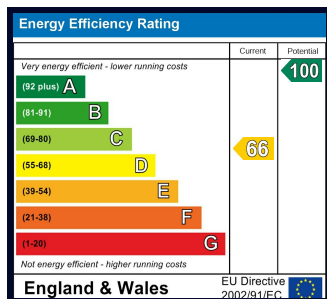 Energy Efficiency Rating
Current Potential
Very energy efficient - lower running costs
(92 plus) A
100
(81-91) B
(69-80) C
66
(55-68) D
(39-54) E
(21-38) F
(1-20) G
Not energy efficient - higher running costs
England & Wales
EU Directive
2002/91/EC